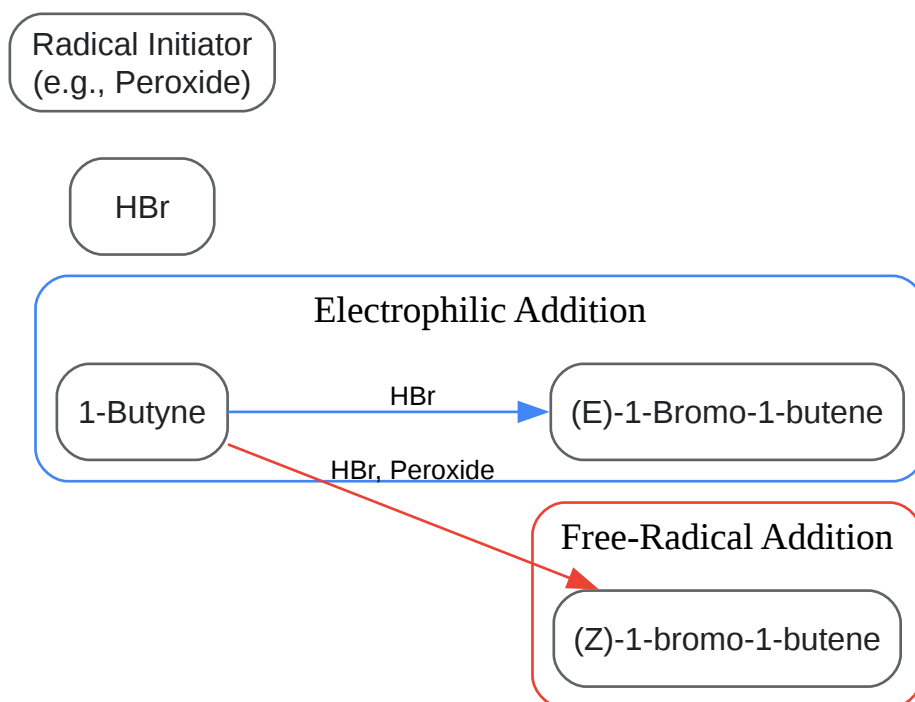 Radical Initiator
(e.g., Peroxide)
HBr
Electrophilic Addition
1-Butyne
HBr
(E)-1-Bromo-1-butene
HBr, Peroxide
Free-Radical Addition
(Z)-1-bromo-1-butene